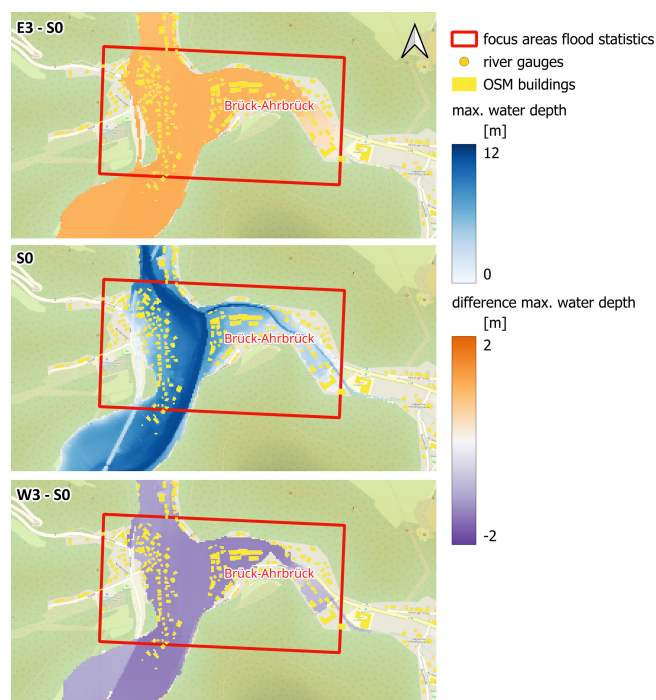 E3 - S0
Brück-Ahrbrück
S0
Brück-Ahrbrück
W3 - S0
Brück-Ahrbrück
focus areas flood statistics
river gauges
OSM buildings
max. water depth
[m]
12
0
difference max. water depth
[m]
2
-2